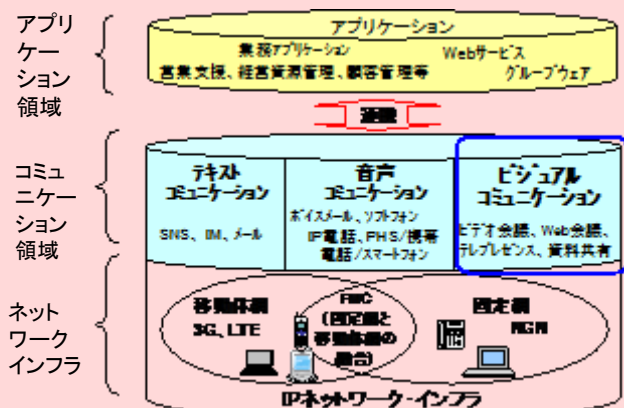 アプリ
ケー
ション
領域
アプリケーション
業務アプリケーション
Webサービス
営業支援、経営資源管理、顧客管理等
グループウェア
連携
コミュ
ニケー
ション
領域
テキスト
コミュニケーション
SNS、IM、メール
音声
コミュニケーション
ボイスメール、ソフトフォン
IP電話、PHS/携帯
電話/スマートフォン
ビジュアル
コミュニケーション
ビデオ会議、Web会議、
テレプレゼンス、資料共有
ネット
ワーク
インフラ
移動体網
3G、LTE
FMC
(固定網と
移動体網の
融合)
固定網
NGN
IPネットワーク・インフラ